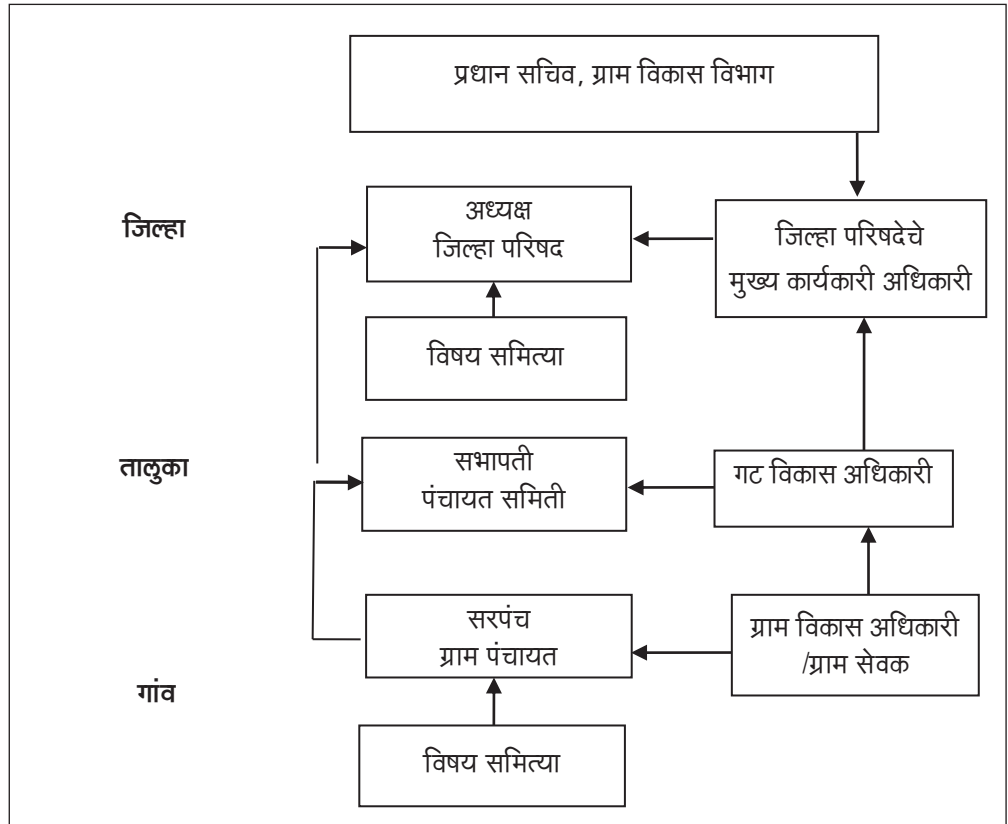 प्रधान सचिव, ग्राम विकास विभाग
जिल्हा
अध्यक्ष
जिल्हा परिषद
जिल्हा परिषदेचे
मुख्य कार्यकारी अधिकारी
विषय समित्या
तालुका
सभापती
पंचायत समिती
गट विकास अधिकारी
सरपंच
ग्राम पंचायत
ग्राम विकास अधिकारी
/ग्राम सेवक
गांव
विषय समित्या